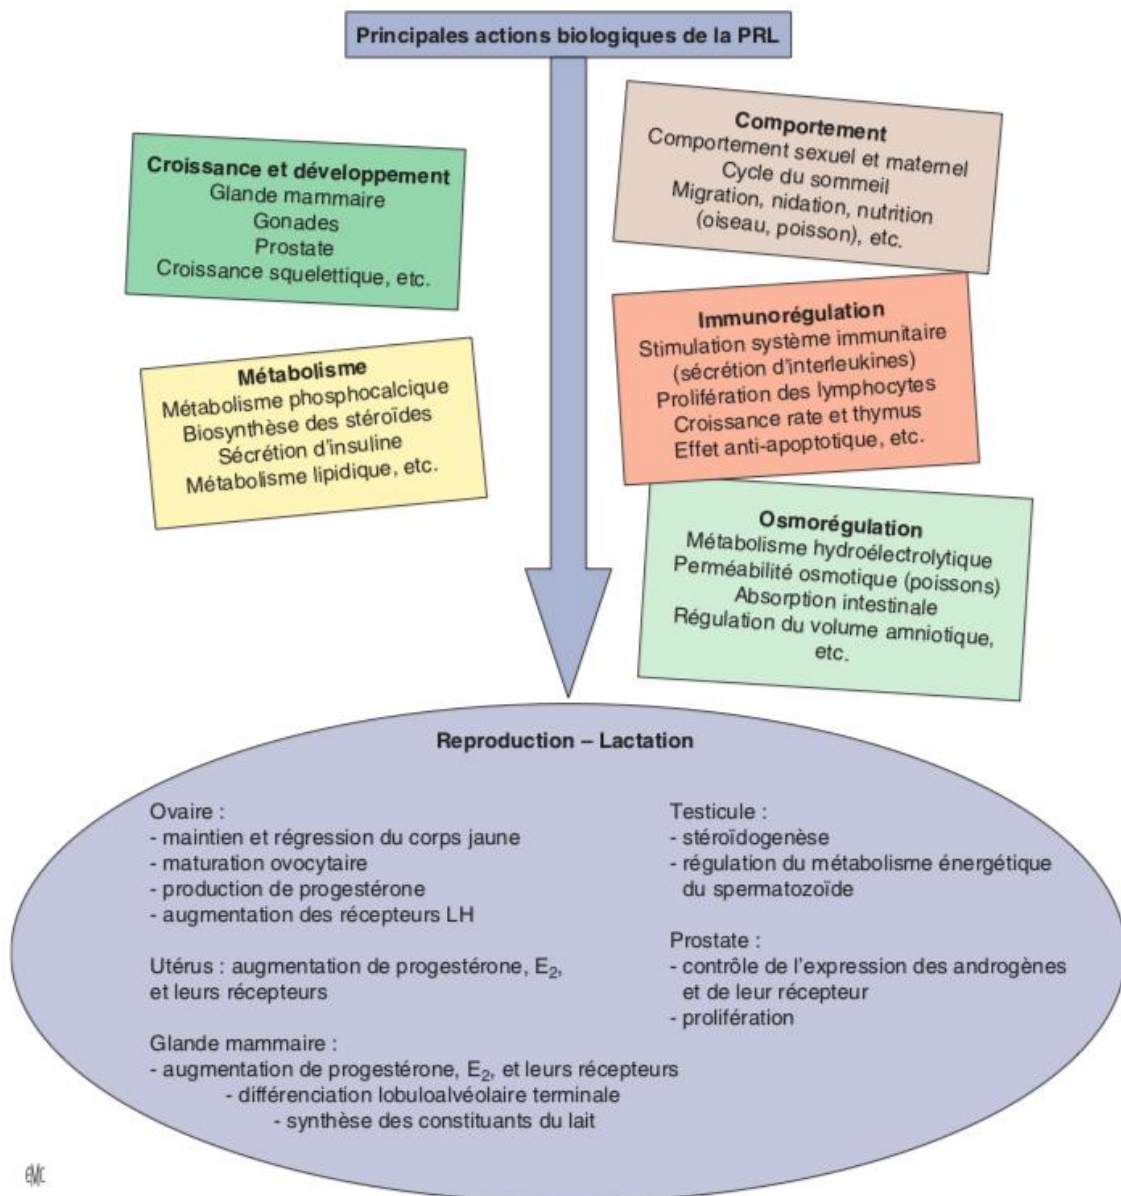 Principales actions biologiques de la PRL
Croissance et développement
Glande mammaire
Gonades
Prostate
Croissance squelettique, etc.
Métabolisme
Métabolisme phosphocalcique
Biosynthèse des stéroïdes
Sécrétion d'insuline
Métabolisme lipidique, etc.
Comportement
Comportement sexuel et maternel
Cycle du sommeil
Migration, nidation, nutrition
(oiseau, poisson), etc.
Immunorégulation
Stimulation système immunitaire
(sécrétion d'interleukines)
Prolifération des lymphocytes
Croissance rate et thymus
Effet anti-apoptotique, etc.
Osmorégulation
Métabolisme hydroélectrolytique
Perméabilité osmotique (poissons)
Absorption intestinale
Régulation du volume amniotique,
etc.
Reproduction – Lactation
Ovaire :
- maintien et régression du corps jaune
- maturation ovocytaire
- production de progestérone
- augmentation des récepteurs LH
Utérus : augmentation de progestérone, E₂,
et leurs récepteurs
Glande mammaire :
- augmentation de progestérone, E₂, et leurs récepteurs
- différenciation lobuloalvéolaire terminale
- synthèse des constituants du lait
Testicule :
- stéroïdogenèse
- régulation du métabolisme énergétique
du spermatozoïde
Prostate :
- contrôle de l'expression des androgènes
et de leur récepteur
- prolifération
EMC